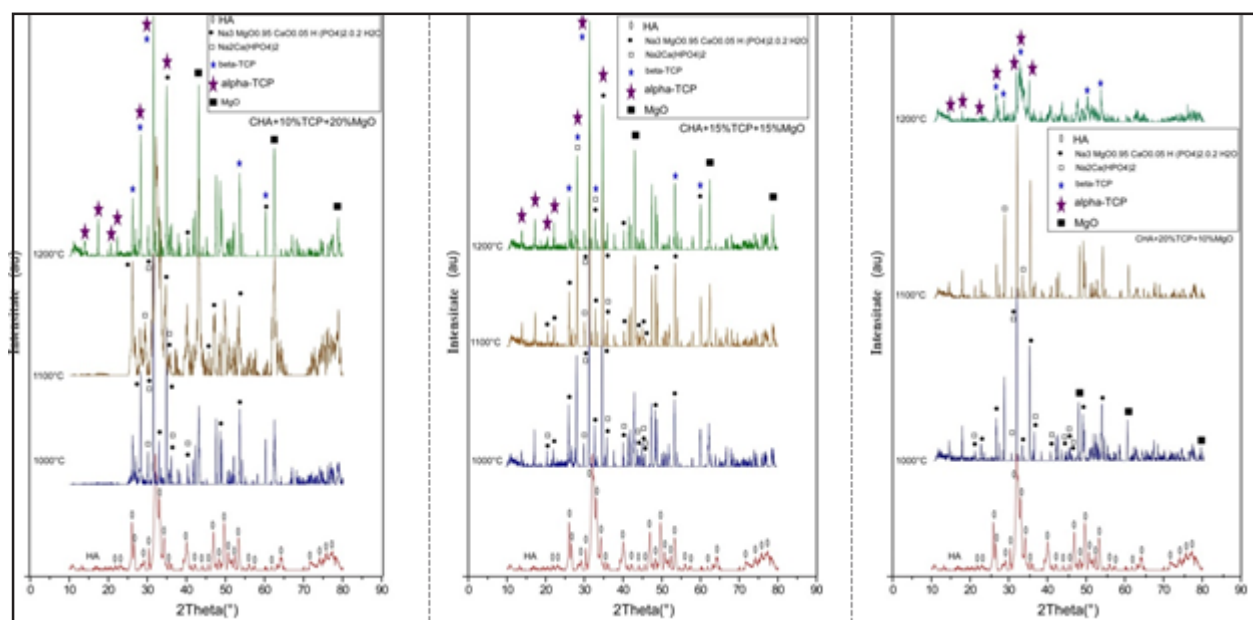 HA
Na3 MgO0.95 CaO0.05 H (PO4)2.0.2 H2O
Na2Ca(HPO4)2
beta-TCP
alpha-TCP
MgO
CHA+10%TCP+20%MgO
1200°C
1100°C
1000°C
HA
Intensitate (au)
0 10 20 30 40 50 60 70 80 90
2Theta(°)
HA
Na3 MgO0.95 CaO0.05 H (PO4)2.0.2 H2O
Na2Ca(HPO4)2
beta-TCP
alpha-TCP
MgO
CHA+15%TCP+15%MgO
1200°C
1100°C
1000°C
HA
Intensitate (au)
0 10 20 30 40 50 60 70 80 90
2Theta(°)
1200°C
HA
Na3 MgO0.95 CaO0.05 H (PO4)2.0.2 H2O
Na2Ca(HPO4)2
beta-TCP
alpha-TCP
MgO
CHA+20%TCP+10%MgO
1100°C
1000°C
HA
Intensitate (au)
0 10 20 30 40 50 60 70 80 90
2Theta(°)